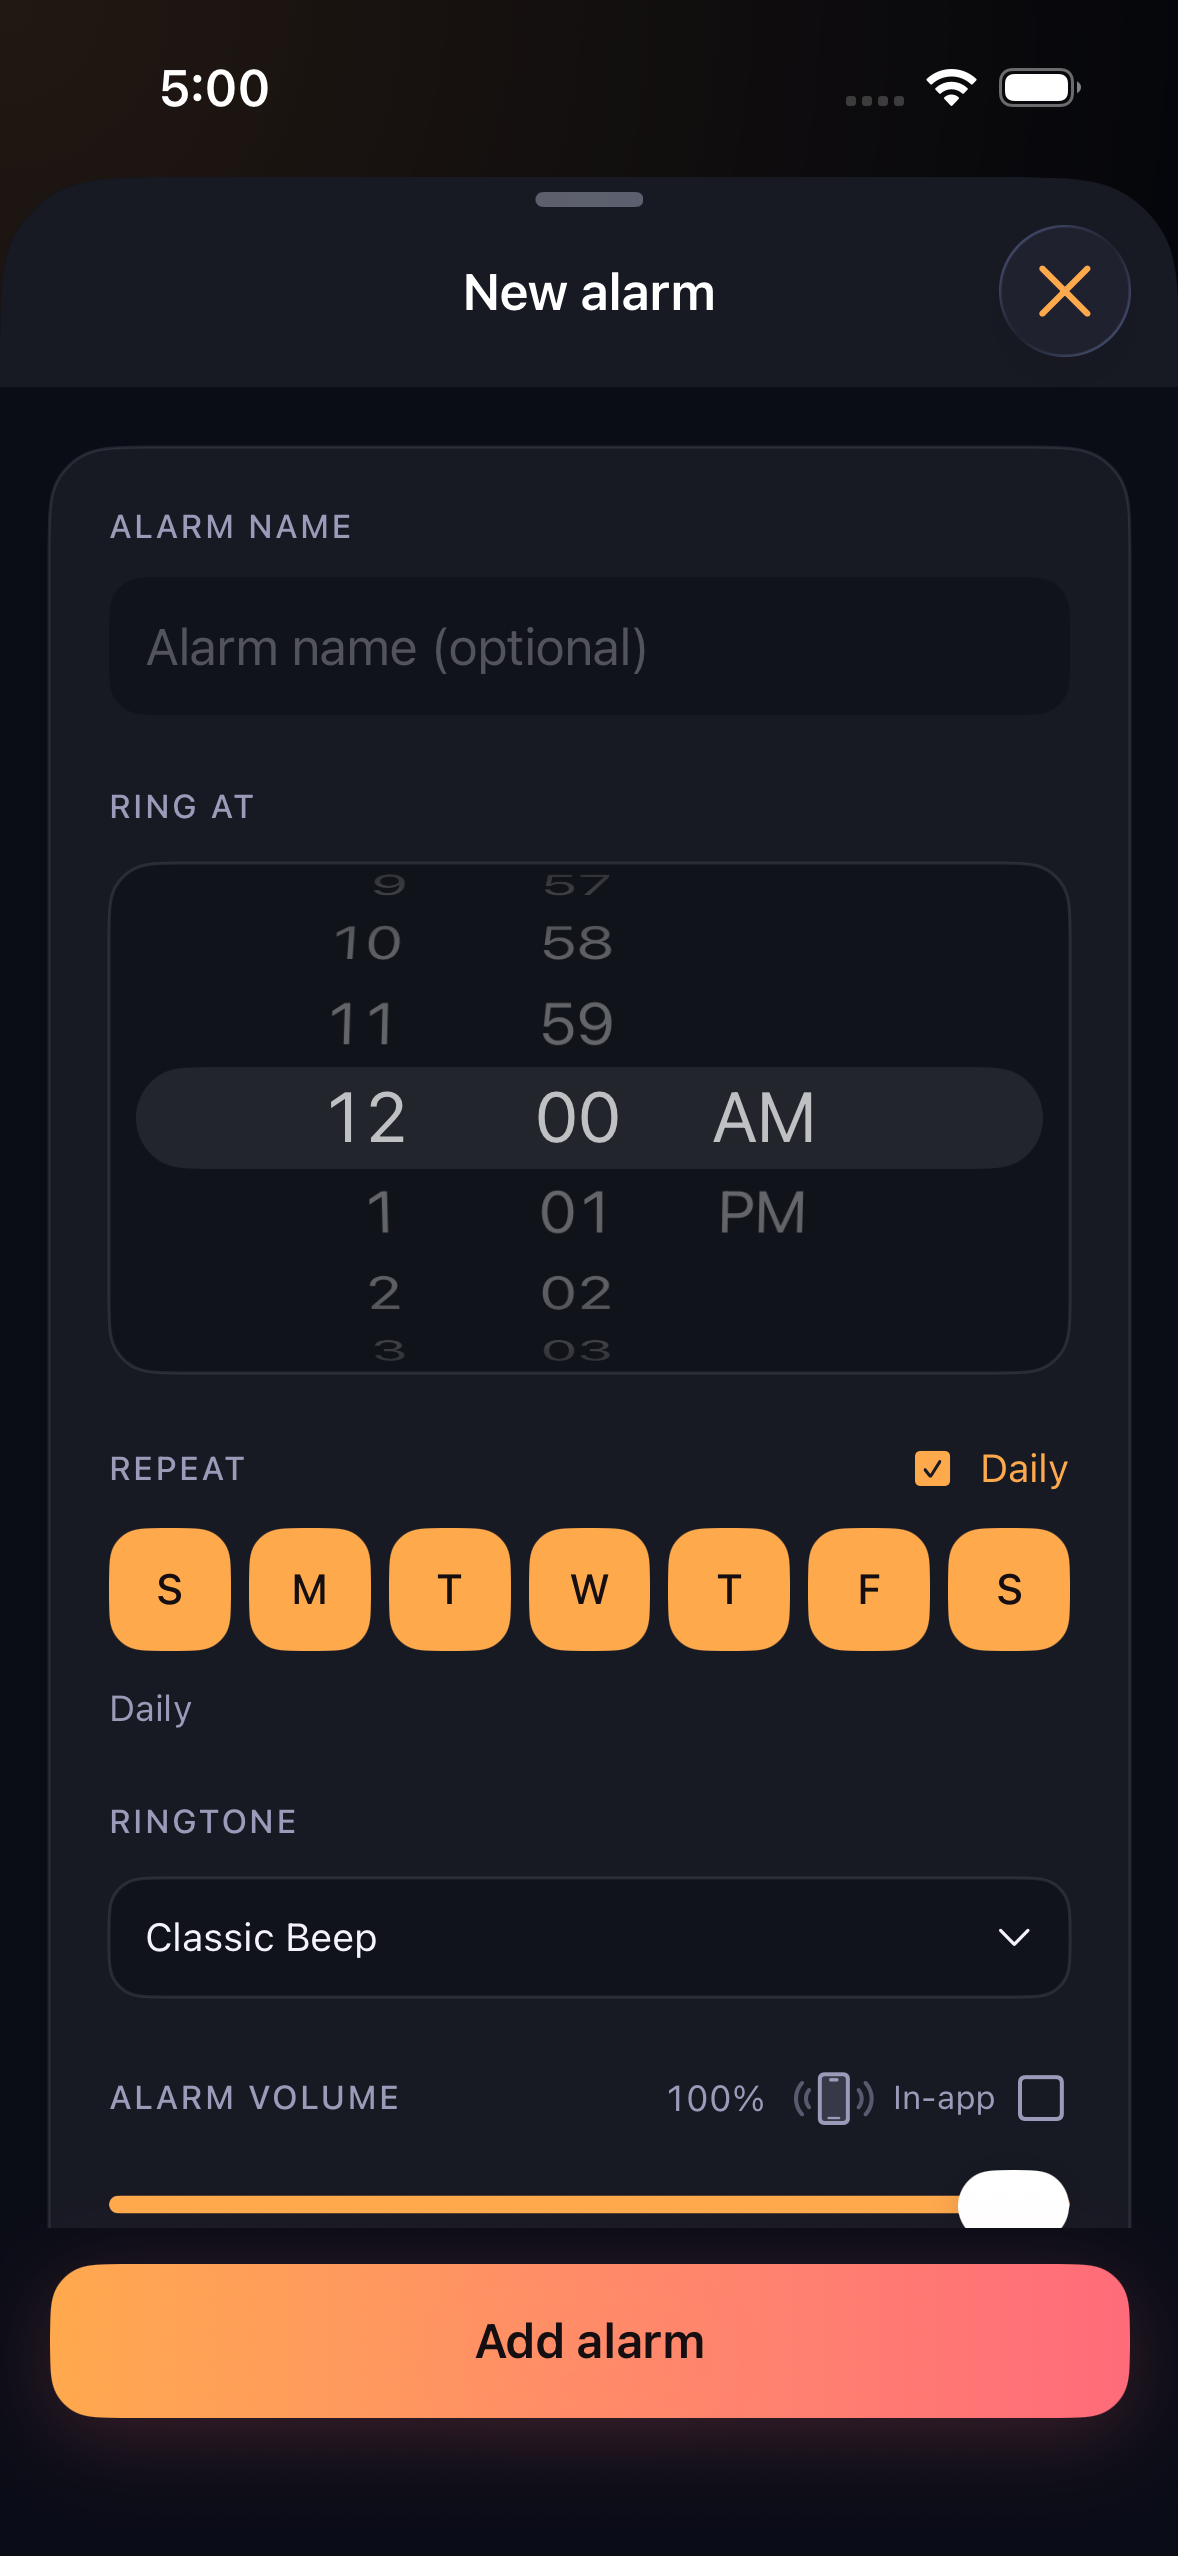 5:00
New alarm
ALARM NAME
Alarm name (optional)
RING AT
9 57
10 58
11 59
12 00 AM
1 01 PM
2 02
3 03
REPEAT Daily
S M T W T F S
Daily
RINGTONE
Classic Beep
ALARM VOLUME 100% In-app
Add alarm